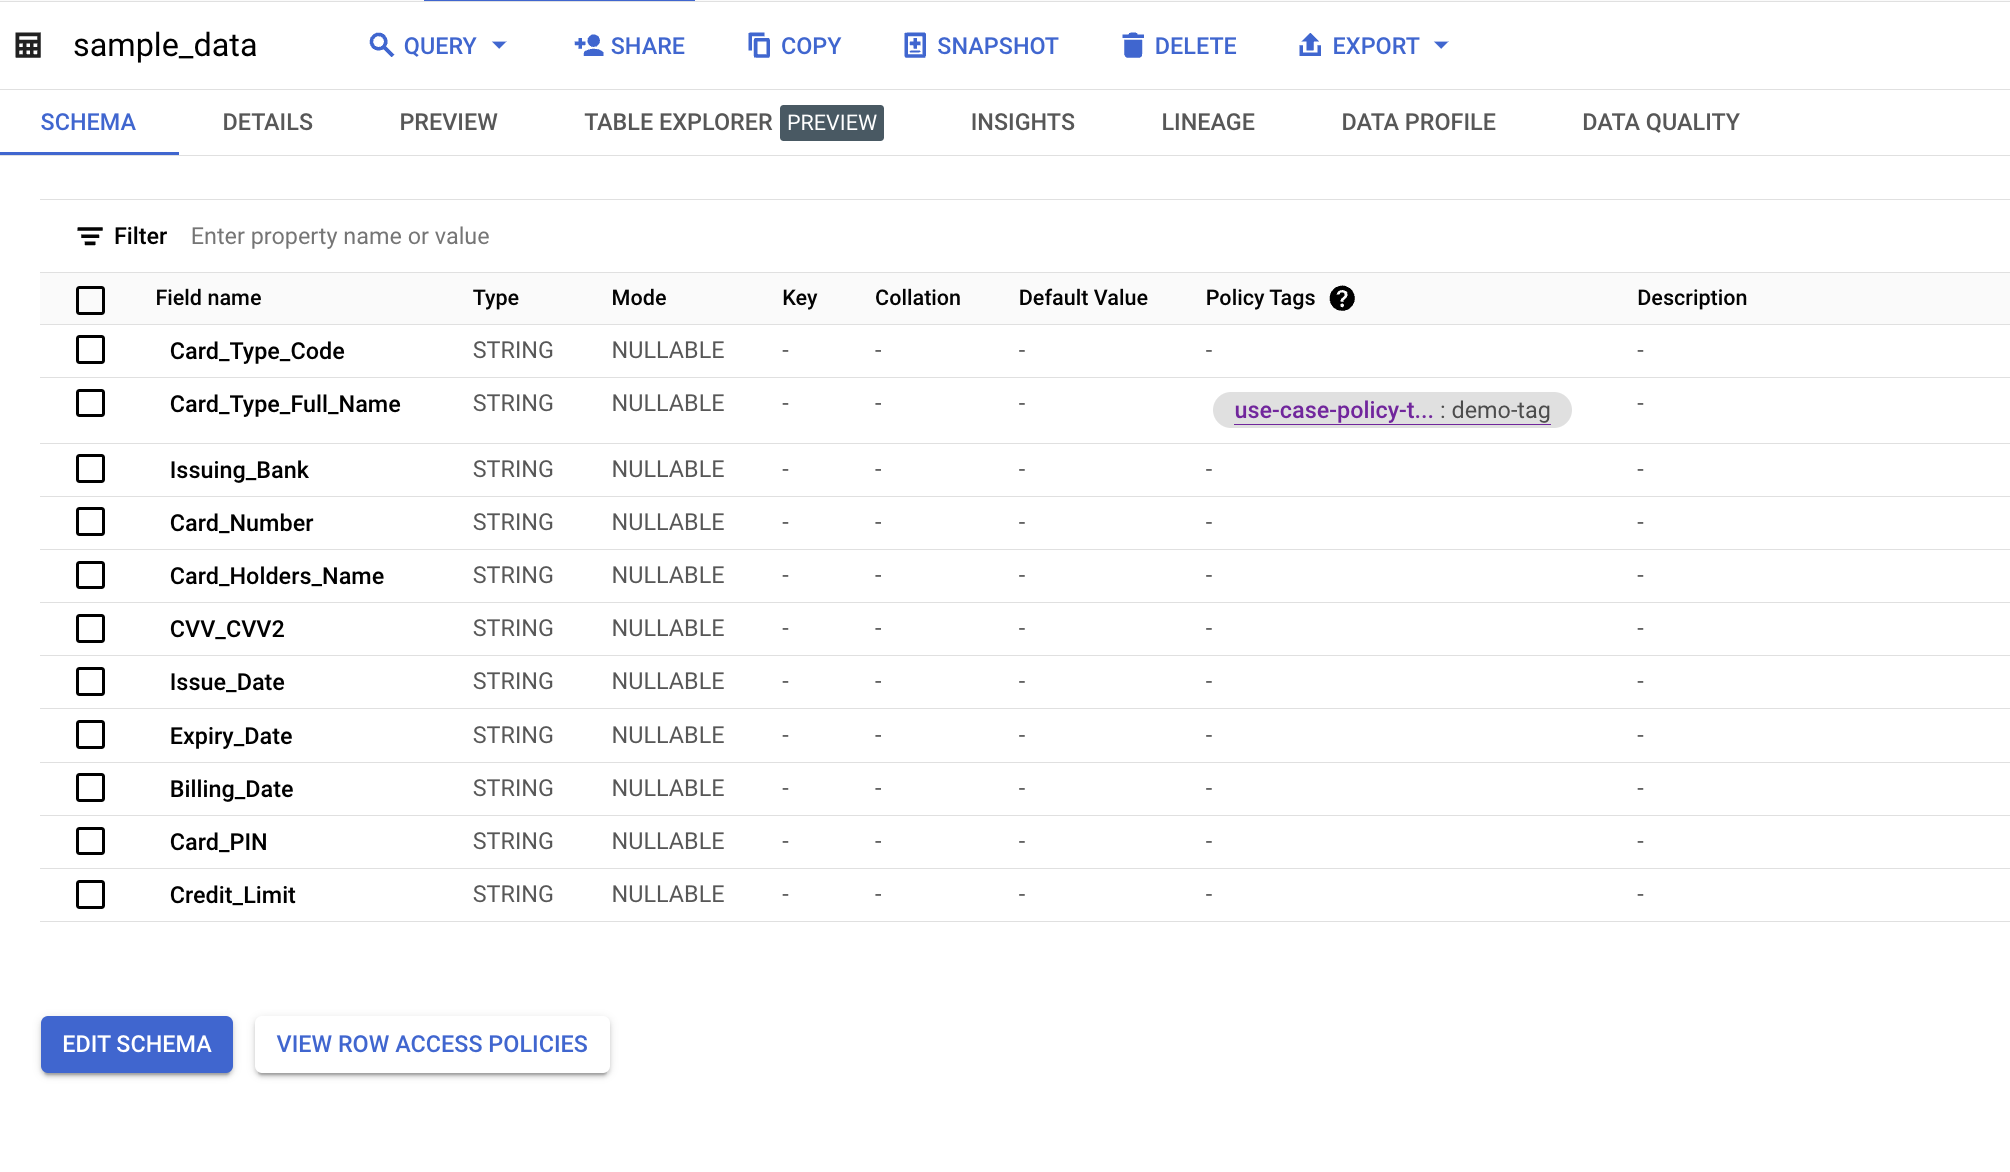 sample_data QUERY SHARE COPY SNAPSHOT DELETE EXPORT
SCHEMA DETAILS PREVIEW TABLE EXPLORER PREVIEW INSIGHTS LINEAGE DATA PROFILE DATA QUALITY
Filter Enter property name or value
Field name Type Mode Key Collation Default Value Policy Tags ? Description
Card_Type_Code STRING NULLABLE - - - - -
Card_Type_Full_Name STRING NULLABLE - - - use-case-policy-t... : demo-tag -
Issuing_Bank STRING NULLABLE - - - - -
Card_Number STRING NULLABLE - - - - -
Card_Holders_Name STRING NULLABLE - - - - -
CVV_CVV2 STRING NULLABLE - - - - -
Issue_Date STRING NULLABLE - - - - -
Expiry_Date STRING NULLABLE - - - - -
Billing_Date STRING NULLABLE - - - - -
Card_PIN STRING NULLABLE - - - - -
Credit_Limit STRING NULLABLE - - - - -
EDIT SCHEMA VIEW ROW ACCESS POLICIES